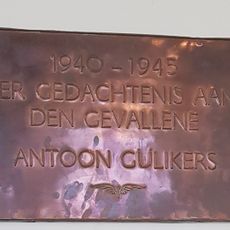 1940-1945
ER GEDACHTENIS AAN
DEN GEVALLENE
ANTOON GULIKERS